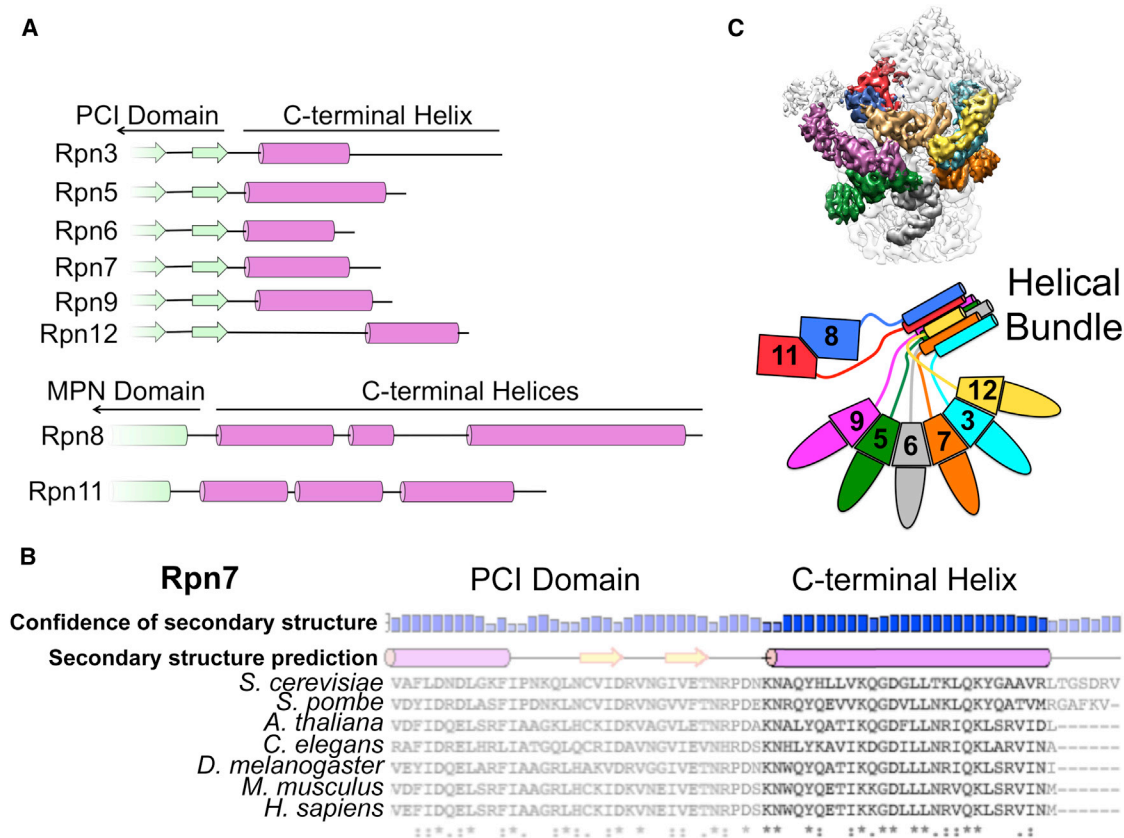 A
PCI Domain C-terminal Helix
Rpn3
Rpn5
Rpn6
Rpn7
Rpn9
Rpn12
MPN Domain C-terminal Helices
Rpn8
Rpn11
C
Helical
Bundle
8
11
12
9
3
5
7
6
B
Rpn7 PCI Domain C-terminal Helix
Confidence of secondary structure
Secondary structure prediction
S. cerevisiae VAFLDNDLGKFIPNKQLNCVIDRVNGIVETNRPDNKNAQYHLLVKQGDGLLTKLQKYGAAVRLTGSDRV
S. pombe VDYIDRDLASFIPDNKLNCVIDKVNGVVETNRPDEKNRQYQEVVKQGDVLLNKLQKYQATVMRGAFKV-
A. thaliana VDFIDQELSRFIAAGKLHCKIDKVAGVLETNRPDAKNALYQATIKQGDFLLNRIQKLSRVIDL------
C. elegans RAFIDRELHRLIATGQLQCRIDAVNGVIEVNHRDSKNHLYKAVIKDGDILLNRIQKLARVINA------
D. melanogaster VEYIDQELARFIAAGRLHAKVDRVGGIVETNRPDNKNWQYQATIKQGDLLLNRIQKLSRVINI------
M. musculus VDFIDQELSRFIAAGRLHCKIDKVNEIVETNRPDSKNWQYQETIKKGDLLLNRVQKLSRVINM------
H. sapiens VEFIDQELSRFIAAGRLHCKIDKVNEIVETNRPDSKNWQYQETIKKGDLLLNRVQKLSRVINM------